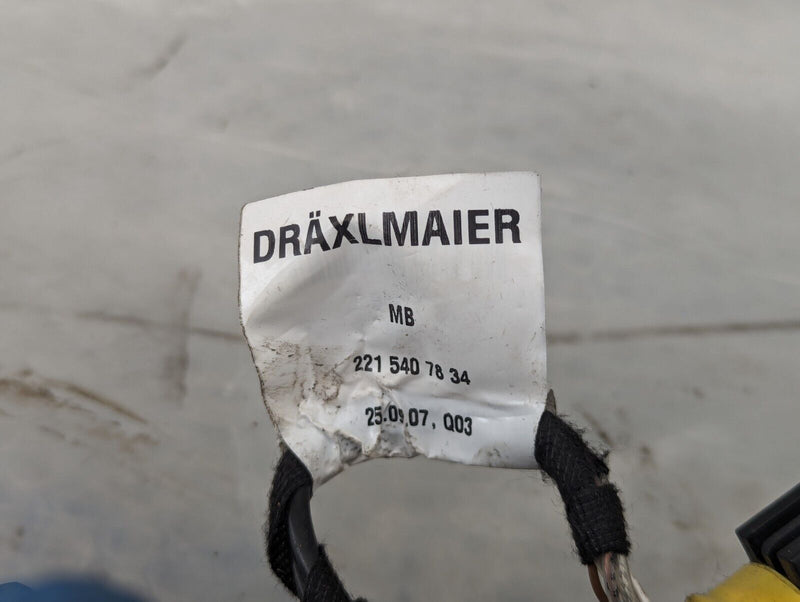 DRÄXLMAIER
MB
221 540 78 34
25.09.07, Q03